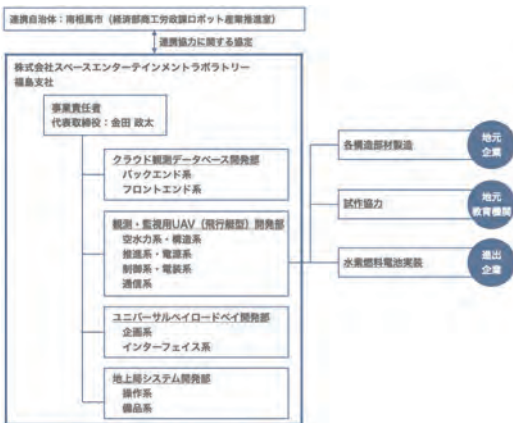 連携自治体：南相馬市（経済部商工労政課ロボット産業推進室）
連携協力に関する協定
株式会社スペースエンターテインメントラボラトリー
福島支社
事業責任者
代表取締役：金田 政太
クラウド観測データベース開発部
バックエンド系
フロントエンド系
観測・監視用UAV（飛行艇型）開発部
空水力系・構造系
推進系・電源系
制御系・電装系
通信系
ユニバーサルペイロードベイ開発部
企画系
インターフェイス系
地上局システム開発部
操作系
備品系
各構造部材製造
地元
企業
試作協力
地元
教育機関
水素燃料電池実装
進出
企業